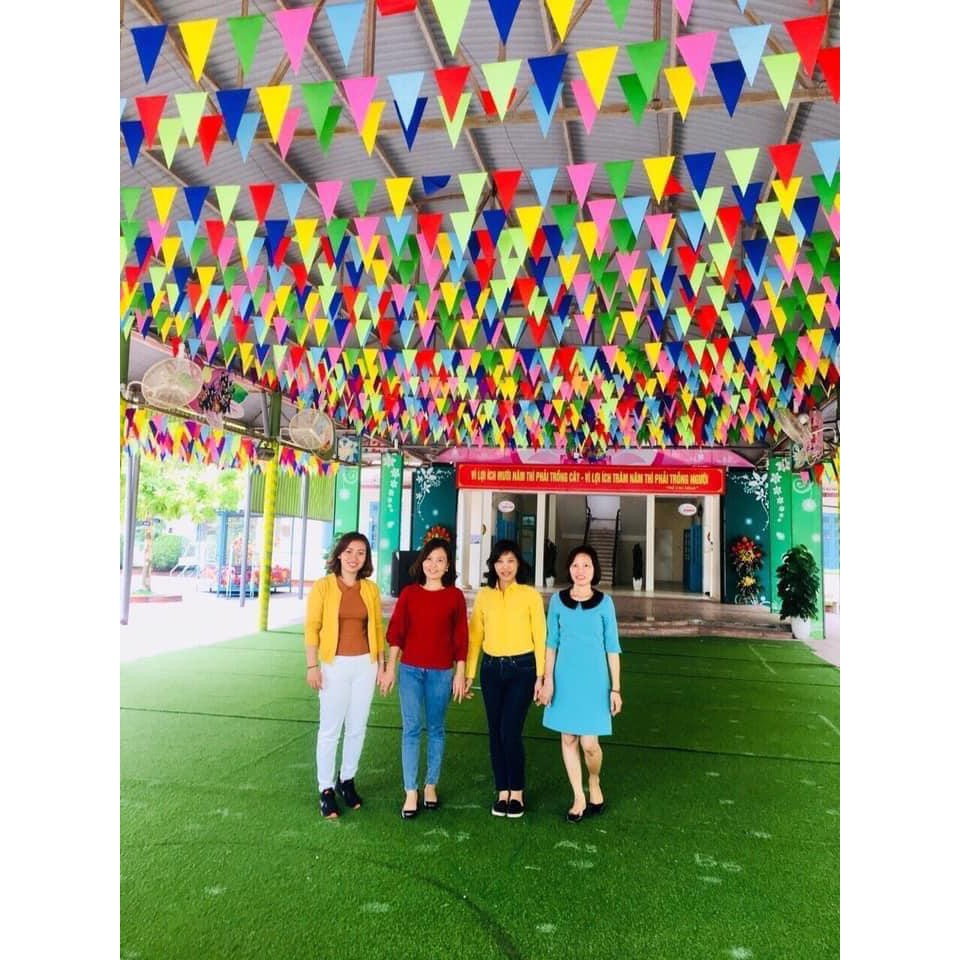 VÌ LỢI ÍCH MƯỜI NĂM THÌ PHẢI TRỒNG CÂY - VÌ LỢI ÍCH TRĂM NĂM THÌ PHẢI TRỒNG NGƯỜI